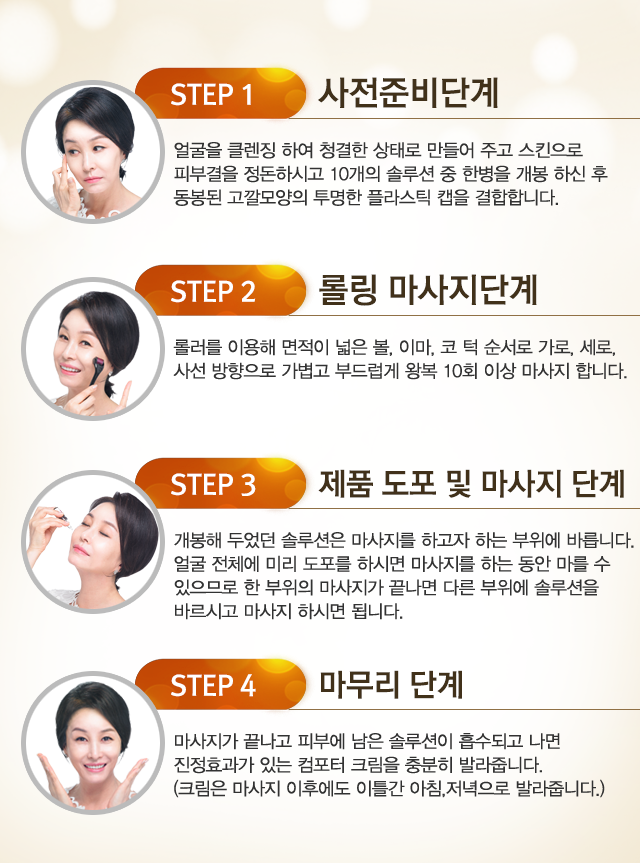 STEP 1 사전준비단계
얼굴을 클렌징 하여 청결한 상태로 만들어 주고 스킨으로
피부결을 정돈하시고 10개의 솔루션 중 한병을 개봉 하신 후
동봉된 고깔모양의 투명한 플라스틱 캡을 결합합니다.
STEP 2 롤링 마사지단계
롤러를 이용해 면적이 넓은 볼, 이마, 코 턱 순서로 가로, 세로,
사선 방향으로 가볍고 부드럽게 왕복 10회 이상 마사지 합니다.
STEP 3 제품 도포 및 마사지 단계
개봉해 두었던 솔루션은 마사지를 하고자 하는 부위에 바릅니다.
얼굴 전체에 미리 도포를 하시면 마사지를 하는 동안 마를 수
있으므로 한 부위의 마사지가 끝나면 다른 부위에 솔루션을
바르시고 마사지 하시면 됩니다.
STEP 4 마무리 단계
마사지가 끝나고 피부에 남은 솔루션이 흡수되고 나면
진정효과가 있는 컴포터 크림을 충분히 발라줍니다.
(크림은 마사지 이후에도 이틀간 아침,저녁으로 발라줍니다.)